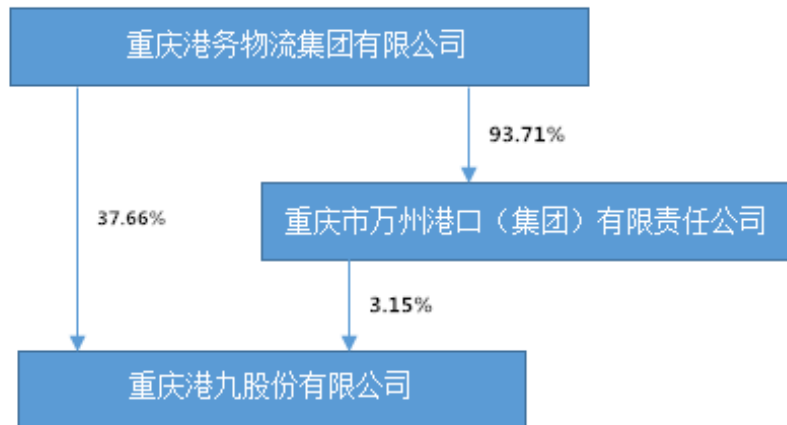 重庆港务物流集团有限公司
93.71%
37.66%
重庆市万州港口（集团）有限责任公司
3.15%
重庆港九股份有限公司